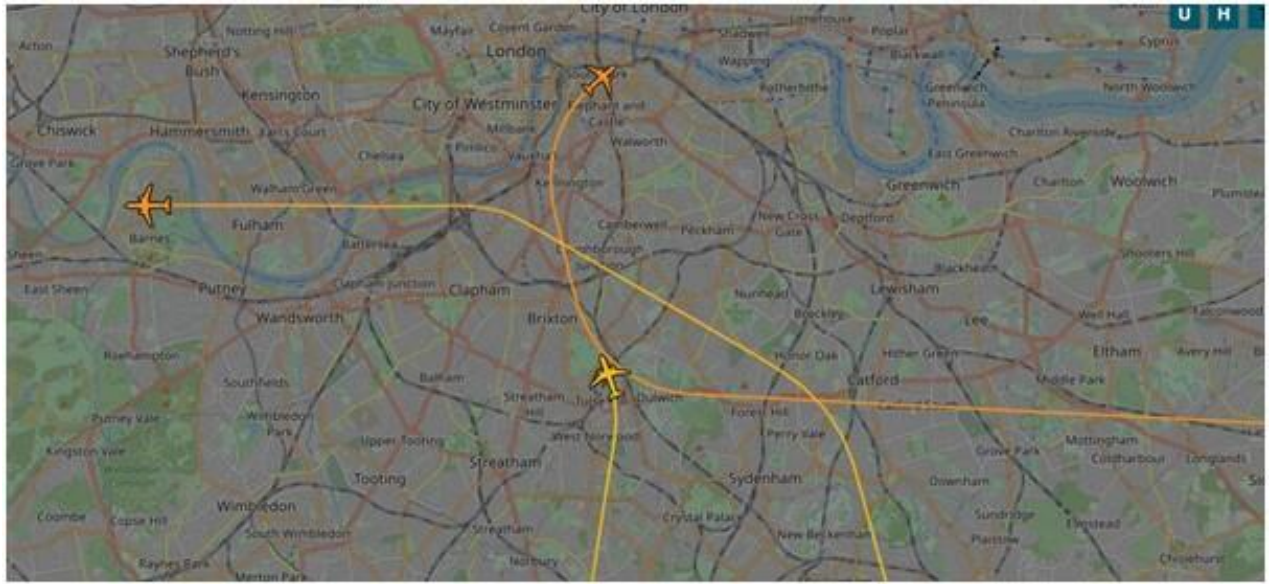 City of London
U H
Notting Hill
Mayfair
Covent Garden
Limehouse
Poplar
Acton
Shepherd's
Bush
London
Shadwell
Wapping
Blackwall
Cyprus
Kensington
City of Westminster
Elephant and
Castle
Rotherhithe
Greenwich
Peninsula
North Woolwich
Chiswick
Hammersmith
Earl's Court
Millbank
Walworth
Charlton Riverside
Grove Park
Chelsea
Pimlico
Vauxhall
East Greenwich
Walham Green
Kennington
Greenwich
Charlton
Woolwich
Plumste
Barnes
Fulham
Camberwell
Peckham
New Cross
Gate
Deptford
Sheen
Battersea
Loughborough
Shooters Hill
East Sheen
Putney
Clapham Junction
Clapham
Nunhead
Blackheath
Lewisham
Wandsworth
Brixton
Brockley
Lee
Well Hall
Falconwood
Roehampton
Honor Oak
Hither Green
Eltham
Avery Hill
Southfields
Balham
Catford
Middle Park
Streatham
Hill
Tulse
Dulwich
Forest Hill
Putney Vale
Wimbledon
Park
Upper Tooting
West Norwood
Perry Vale
Mottingham
Kingston Vale
Streatham
Grove Park
Coldharbour
Longlands
Tooting
Sydenham
Downham
Wimbledon
Coombe
Copse Hill
South Wimbledon
Streatham
Crystal Palace
New Beckenham
Sundridge
Elmstead
Plaistow
Raynes Park
Merton Park
Norbury
Chislehurst